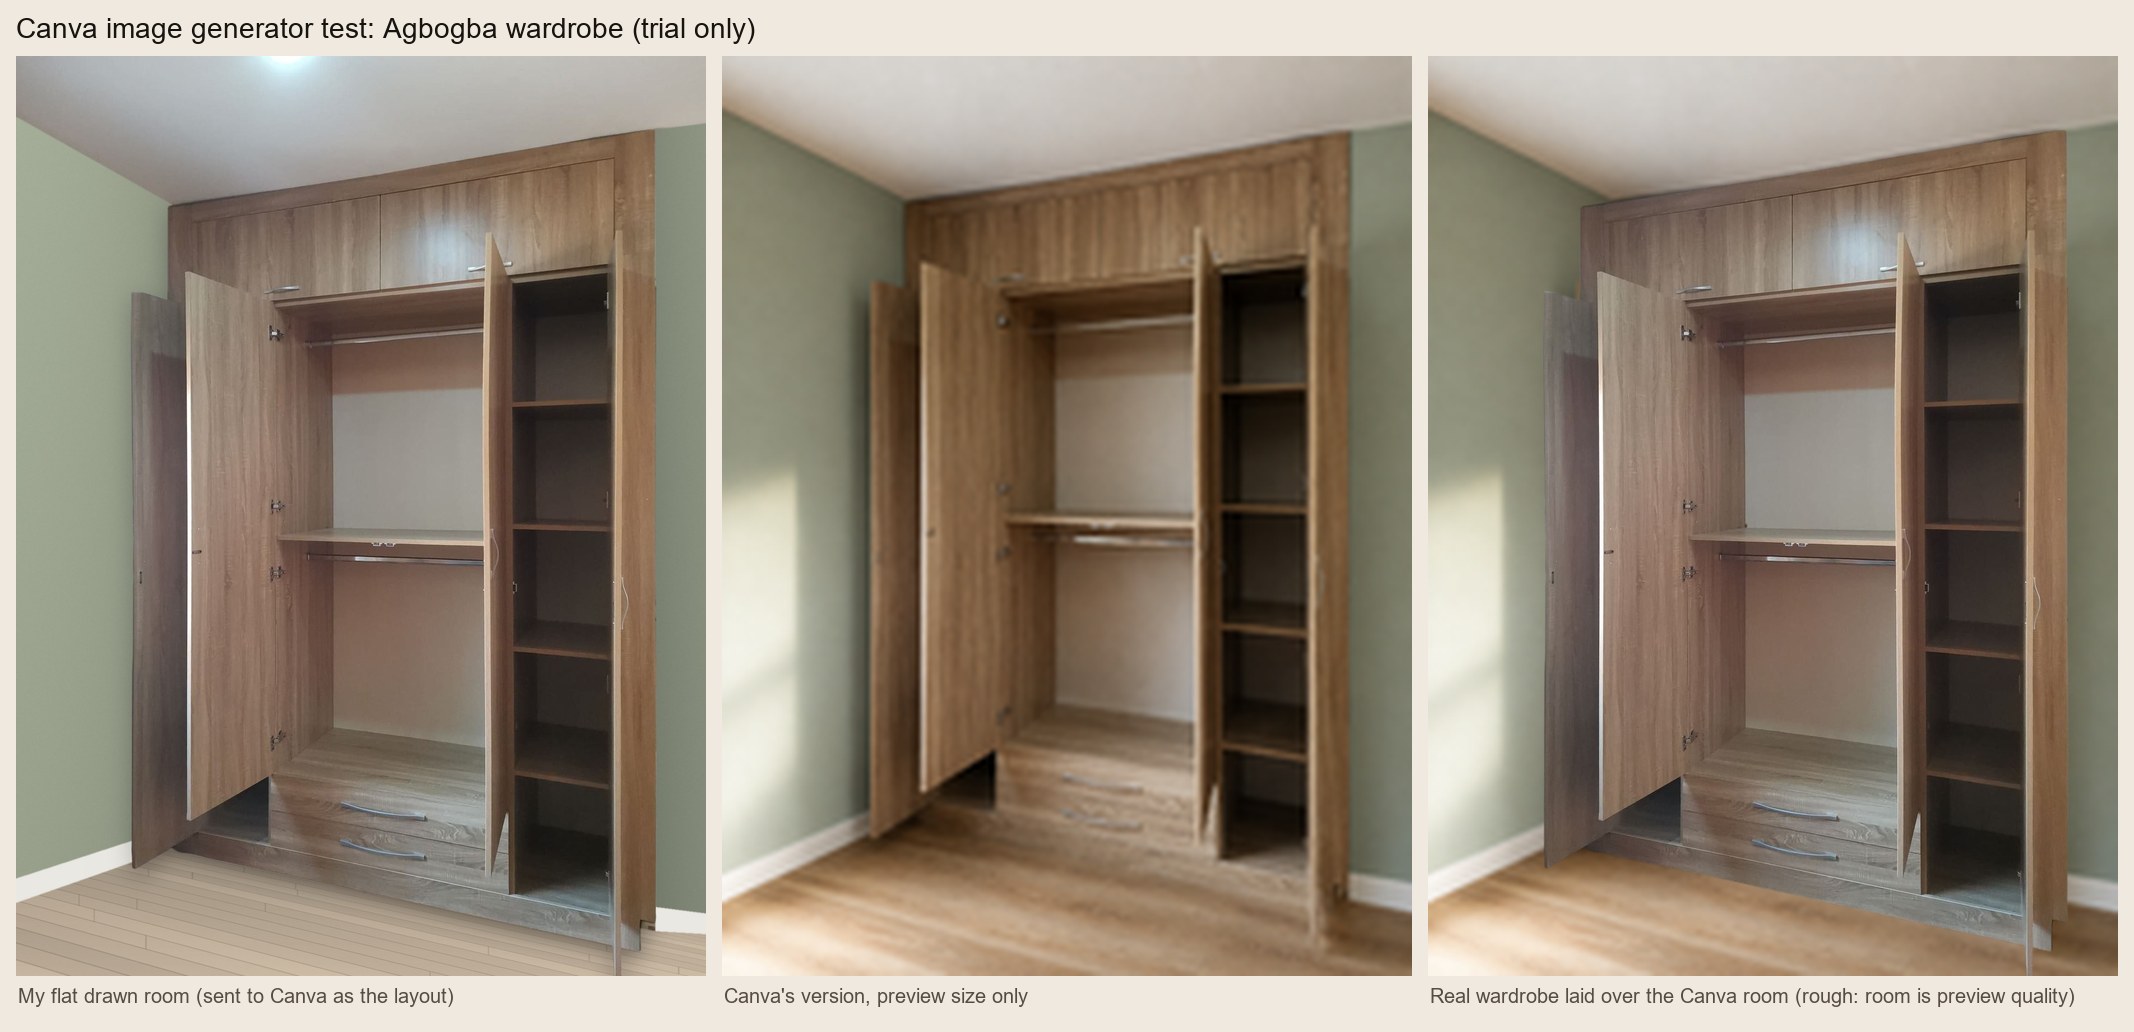 Canva image generator test: Agbogba wardrobe (trial only)
My flat drawn room (sent to Canva as the layout)
Canva's version, preview size only
Real wardrobe laid over the Canva room (rough: room is preview quality)